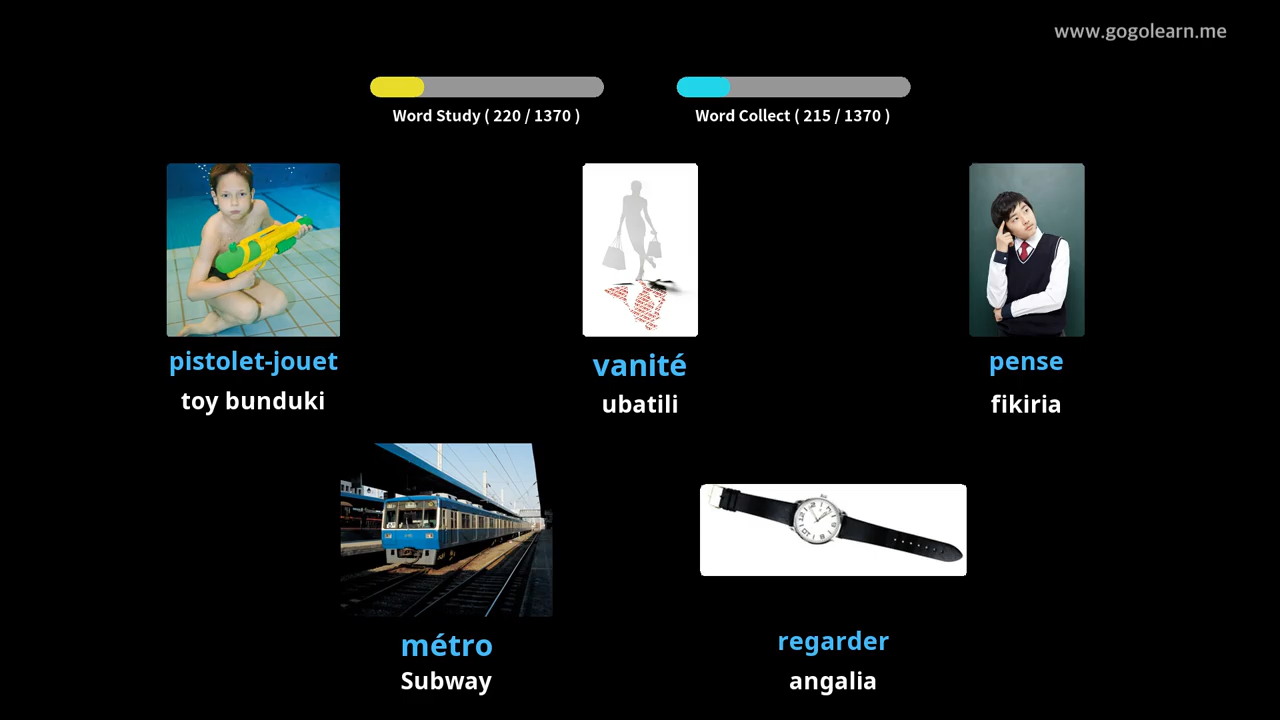 www.gogolearn.me
Word Study ( 220 / 1370 )
Word Collect ( 215 / 1370 )
pistolet-jouet
toy bunduki
vanité
ubatili
pense
fikiria
métro
Subway
regarder
angalia